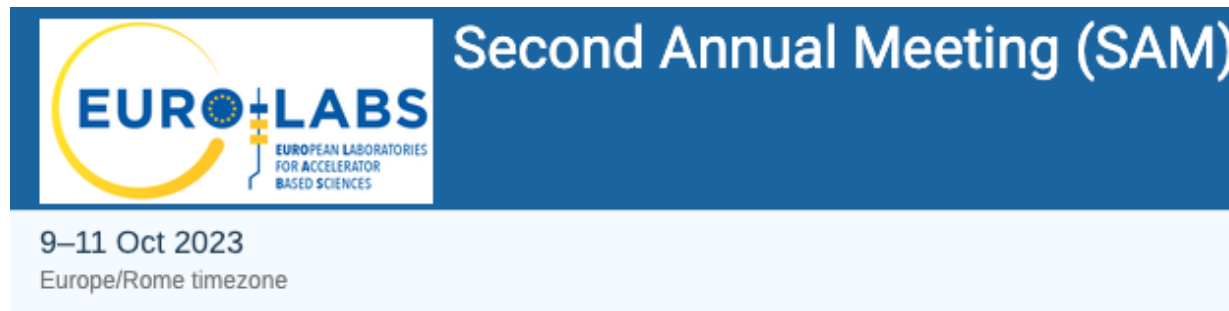 Second Annual Meeting (SAM)
EURO-LABS
EUROPEAN LABORATORIES
FOR ACCELERATOR
BASED SCIENCES
9–11 Oct 2023
Europe/Rome timezone